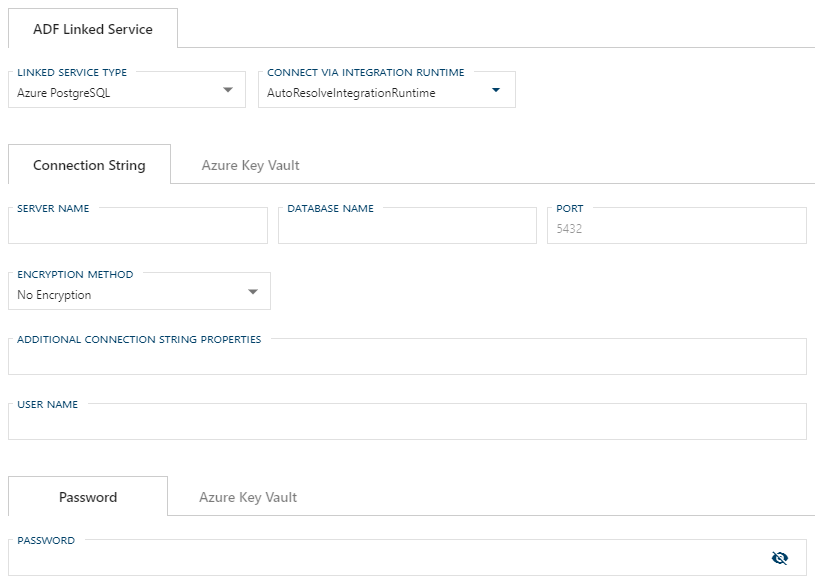 ADF Linked Service
LINKED SERVICE TYPE
Azure PostgreSQL
CONNECT VIA INTEGRATION RUNTIME
AutoResolveIntegrationRuntime
Connection String
Azure Key Vault
SERVER NAME
DATABASE NAME
PORT
5432
ENCRYPTION METHOD
No Encryption
ADDITIONAL CONNECTION STRING PROPERTIES
USER NAME
Password
Azure Key Vault
PASSWORD